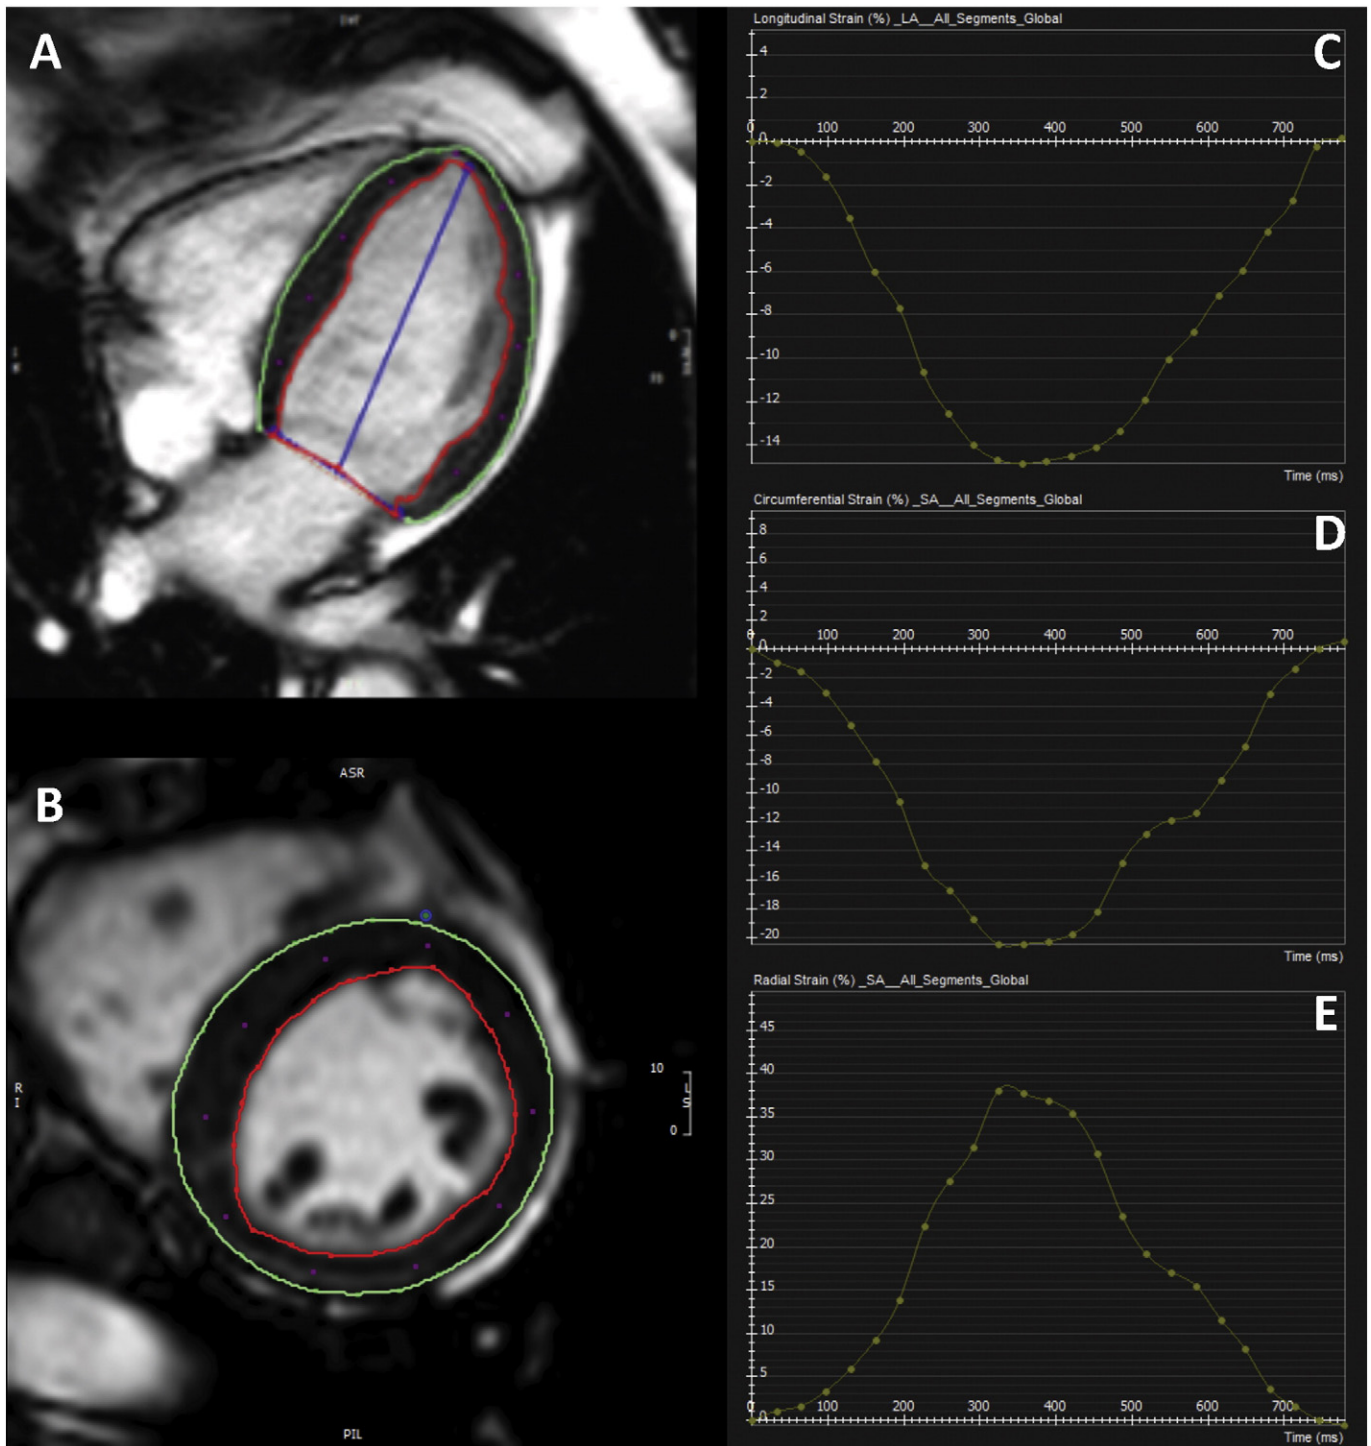 A
B
ASR
R
I
10
0
L
S
PIL
Longitudinal Strain (%) _LA__All_Segments_Global
C
4
2
0
0 100 200 300 400 500 600 700
-2
-4
-6
-8
-10
-12
-14
Time (ms)
Circumferential Strain (%) _SA__All_Segments_Global
D
8
6
4
2
0
0 100 200 300 400 500 600 700
-2
-4
-6
-8
-10
-12
-14
-16
-18
-20
Time (ms)
Radial Strain (%) _SA__All_Segments_Global
E
45
40
35
30
25
20
15
10
5
0
0 100 200 300 400 500 600 700
Time (ms)